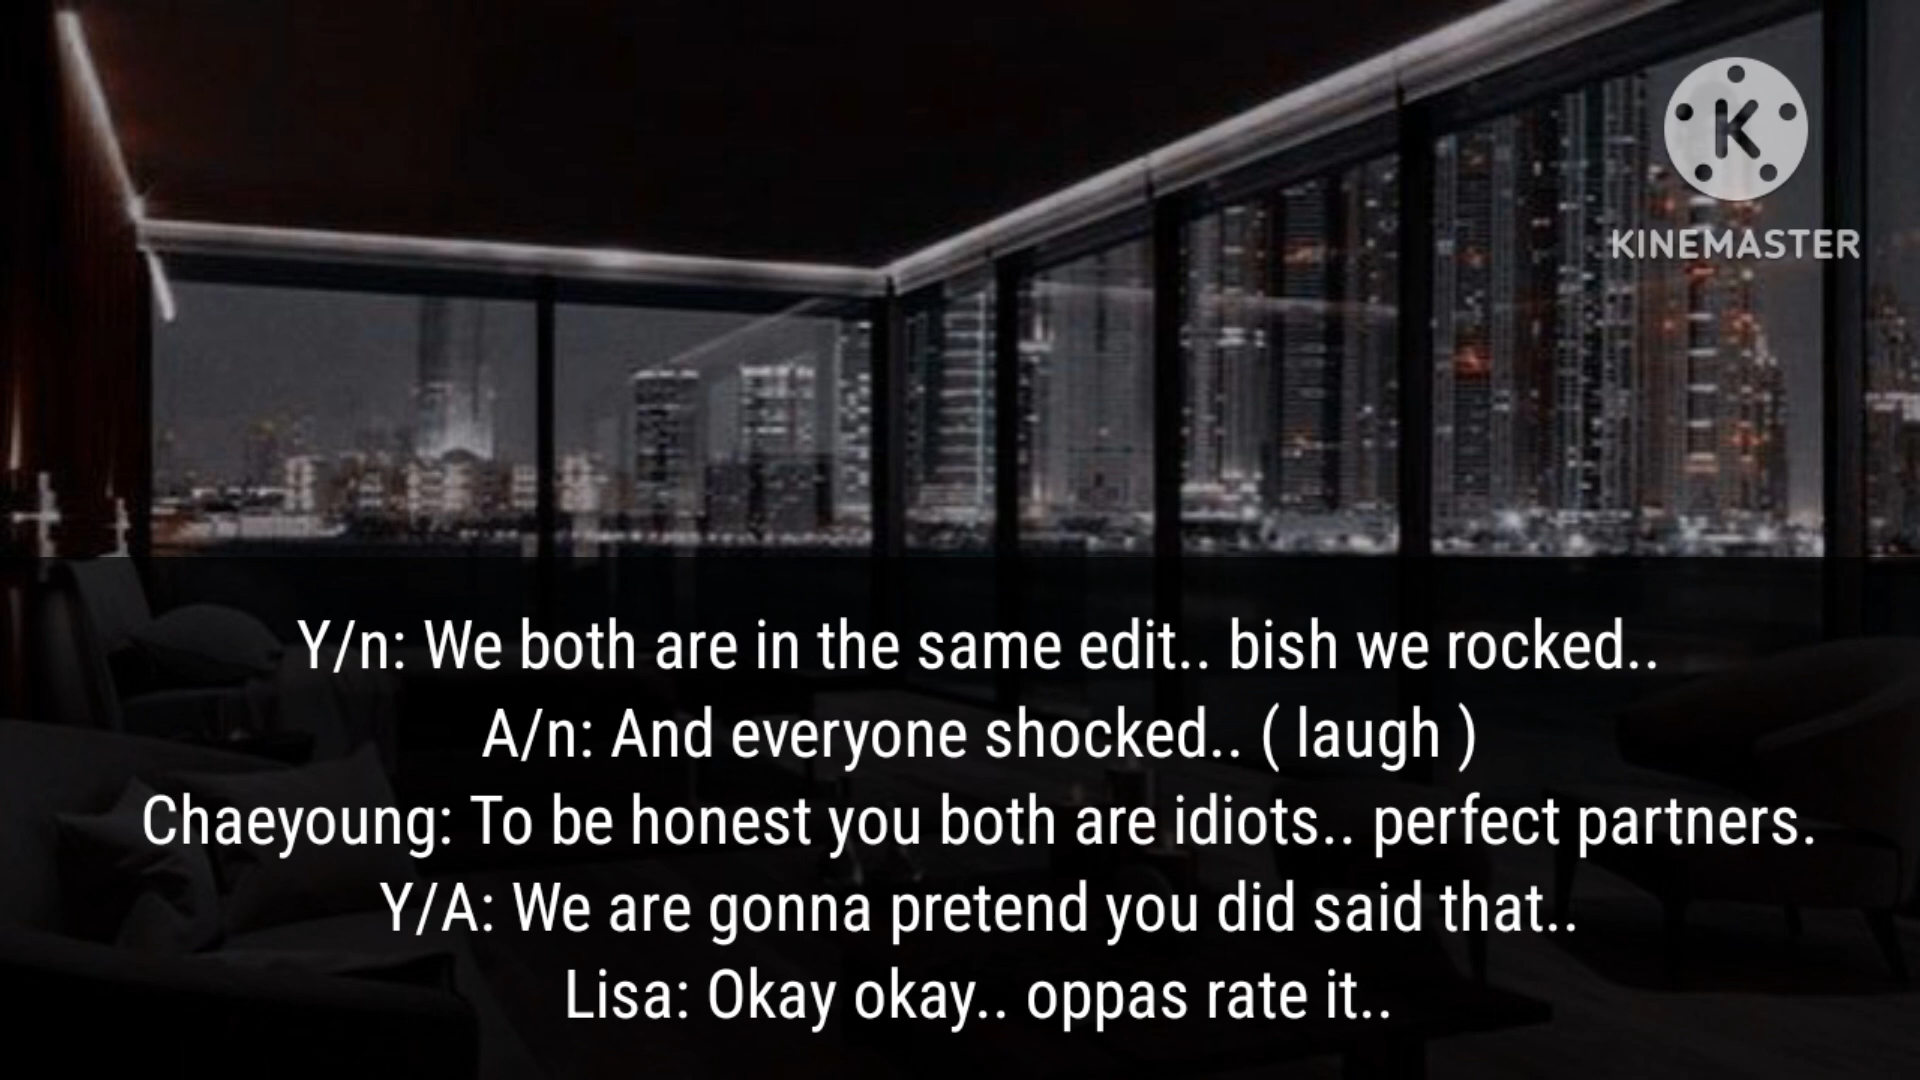 K
KINEMASTER
Y/n: We both are in the same edit.. bish we rocked..
A/n: And everyone shocked.. ( laugh )
Chaeyoung: To be honest you both are idiots.. perfect partners.
Y/A: We are gonna pretend you did said that..
Lisa: Okay okay.. oppas rate it..